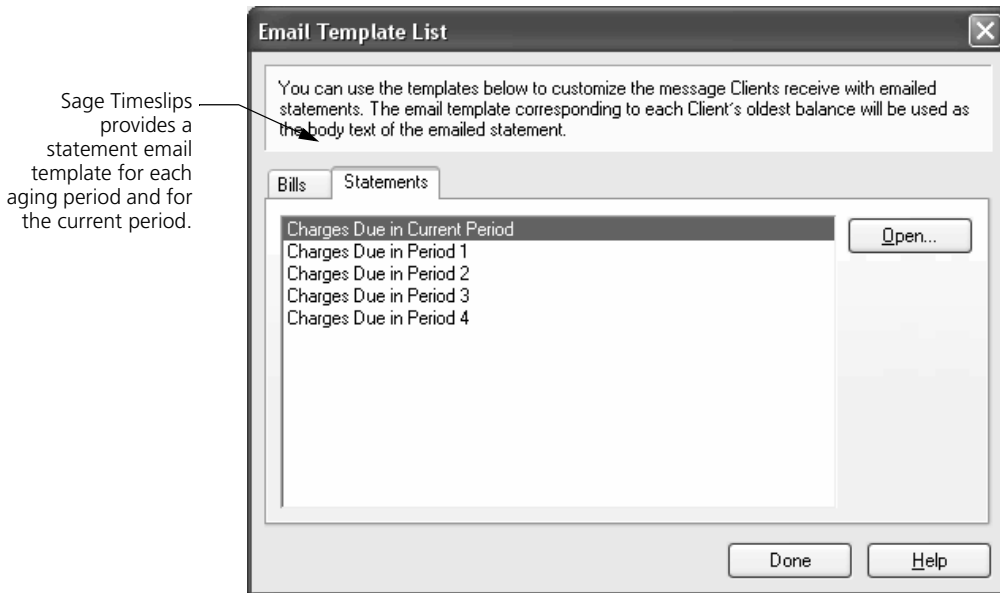 Email Template List
You can use the templates below to customize the message Clients receive with emailed
statements. The email template corresponding to each Client's oldest balance will be used as
the body text of the emailed statement.
Sage Timeslips
provides a
statement email
template for each
aging period and for
the current period.
Bills
Statements
Charges Due in Current Period
Charges Due in Period 1
Charges Due in Period 2
Charges Due in Period 3
Charges Due in Period 4
Open...
Done
Help